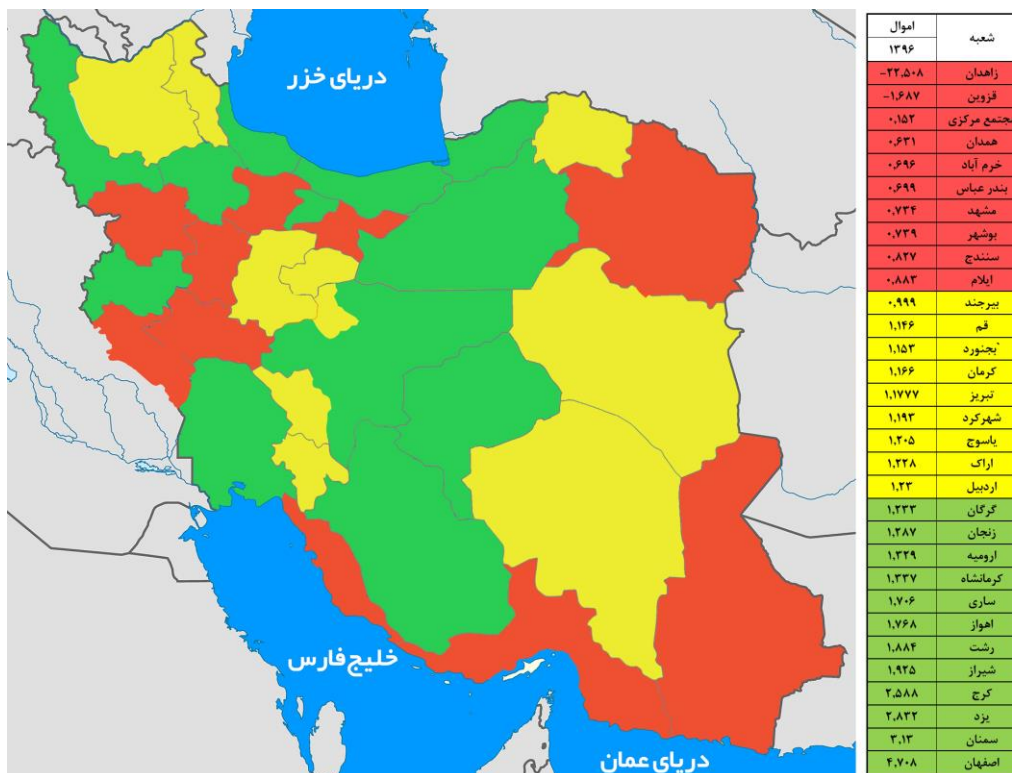 دریای خزر
خلیج فارس
دریای عمان
شعبه اموال
۱۳۹۶
زاهدان -۲۲,۵۰۸
قزوین -۱,۶۸۷
جتمع مرکزی ۰,۱۵۲
همدان ۰,۶۳۱
خرم آباد ۰,۶۹۶
بندر عباس ۰,۶۹۹
مشهد ۰,۷۳۴
بوشهر ۰,۷۳۹
سنندج ۰,۸۲۷
ایلام ۰,۸۸۳
بیرجند ۰,۹۹۹
قم ۱,۱۴۶
بجنورد ۱,۱۵۳
کرمان ۱,۱۶۶
تبریز ۱,۱۷۷۷
شهرکرد ۱,۱۹۳
یاسوج ۱,۲۰۵
اراک ۱,۲۲۸
اردبیل ۱,۲۳
گرگان ۱,۲۳۳
زنجان ۱,۲۸۷
ارومیه ۱,۳۲۹
کرمانشاه ۱,۳۳۷
ساری ۱,۷۰۶
اهواز ۱,۷۶۸
رشت ۱,۸۸۴
شیراز ۱,۹۲۵
کرج ۲,۵۸۸
یزد ۲,۸۳۲
سمنان ۳,۱۳
اصفهان ۴,۷۰۸